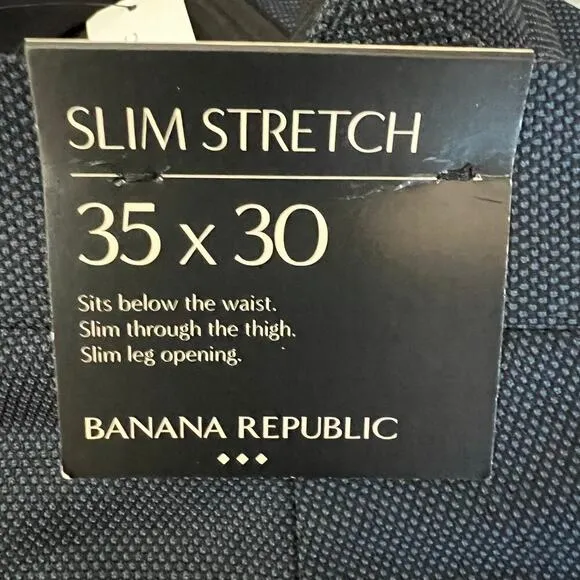 SLIM STRETCH
35 x 30
Sits below the waist.
Slim through the thigh.
Slim leg opening.
BANANA REPUBLIC